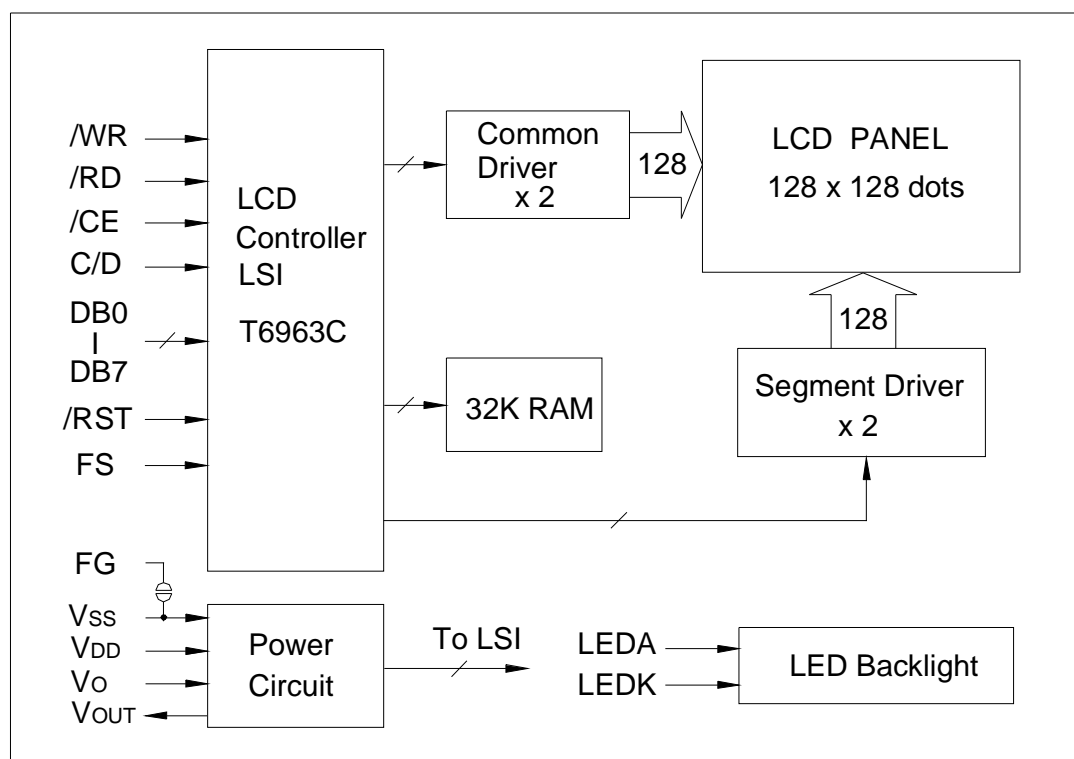 /WR
/RD
/CE
C/D
DB0
DB7
/RST
FS
LCD
Controller
LSI
T6963C
Common
Driver
x 2
128
LCD PANEL
128 x 128 dots
128
Segment Driver
x 2
32K RAM
FG
VSS
VDD
VO
VOUT
Power
Circuit
To LSI
LEDA
LEDK
LED Backlight